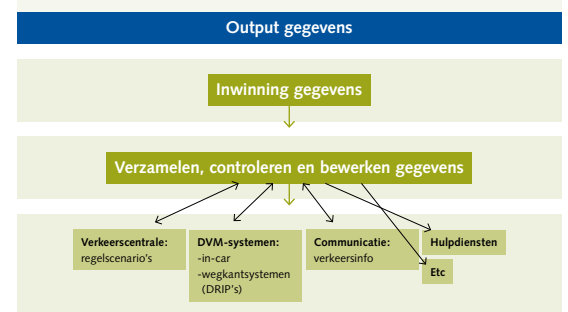 Output gegevens
Inwinning gegevens
Verzamelen, controleren en bewerken gegevens
Verkeerscentrale:
regelscenario's
DVM-systemen:
-in-car
-wegkantsystemen
(DRIP's)
Communicatie:
verkeersinfo
Hulpdiensten
Etc